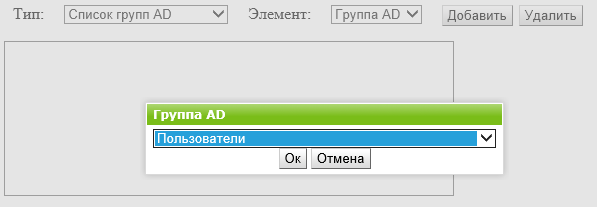 Тип: Список групп AD Элемент: Группа AD Добавить Удалить
Группа AD
Пользователи
Ок Отмена